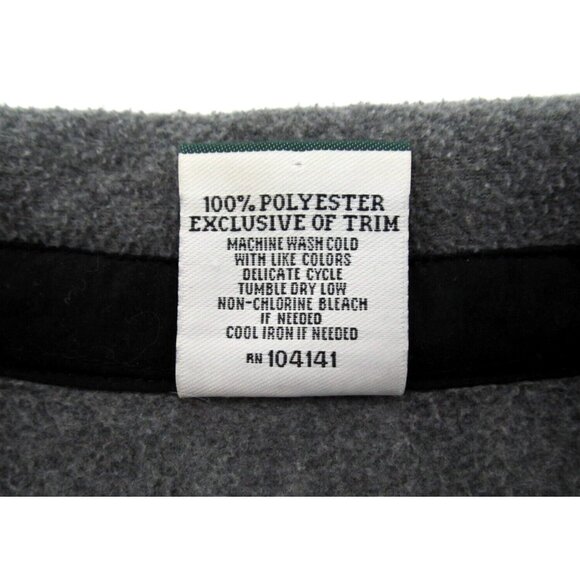 100% POLYESTER
EXCLUSIVE OF TRIM
MACHINE WASH COLD
WITH LIKE COLORS
DELICATE CYCLE
TUMBLE DRY LOW
NON-CHLORINE BLEACH
IF NEEDED
COOL IRON IF NEEDED
RN 104141